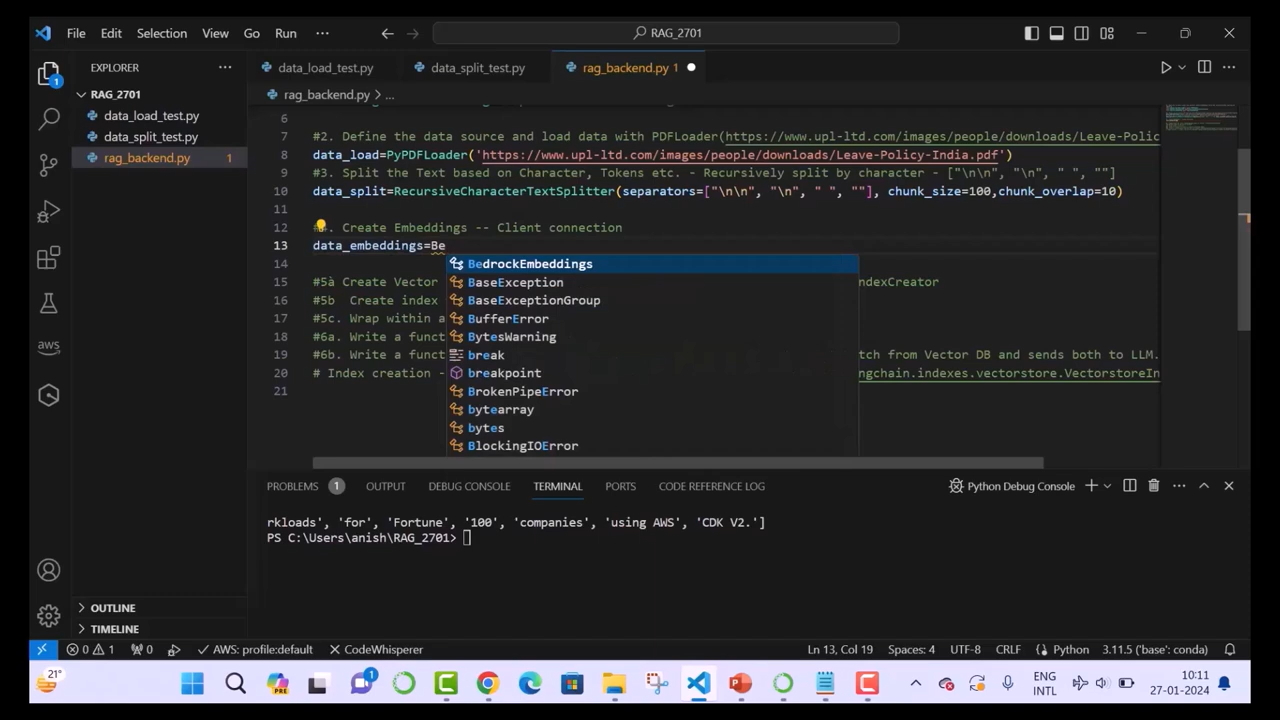 File Edit Selection View Go Run ··· RAG_2701
EXPLORER ··· data_load_test.py data_split_test.py rag_backend.py 1
RAG_2701 rag_backend.py > ...
data_load_test.py
data_split_test.py
rag_backend.py 1
6
7 #2. Define the data source and load data with PDFLoader(https://www.upl-ltd.com/images/people/downloads/Leave-Polic
8 data_load=PyPDFLoader('https://www.upl-ltd.com/images/people/downloads/Leave-Policy-India.pdf')
9 #3. Split the Text based on Character, Tokens etc. - Recursively split by character - ["\n\n", "\n", " ", ""]
10 data_split=RecursiveCharacterTextSplitter(separators=["\n\n", "\n", " ", ""], chunk_size=100,chunk_overlap=10)
11
12 . Create Embeddings -- Client connection
13 data_embeddings=Be
14 BedrockEmbeddings
15 #5à Create Vector BaseException ndexCreator
16 #5b Create index BaseExceptionGroup
17 #5c. Wrap within a BufferError
18 #6a. Write a funct BytesWarning
19 #6b. Write a funct break tch from Vector DB and sends both to LLM.
20 # Index creation - breakpoint ngchain.indexes.vectorstore.VectorstoreIn
21 BrokenPipeError
bytearray
bytes
BlockingIOError
PROBLEMS 1 OUTPUT DEBUG CONSOLE TERMINAL PORTS CODE REFERENCE LOG Python Debug Console
rkloads', 'for', 'Fortune', '100', 'companies', 'using AWS', 'CDK V2.']
PS C:\Users\anish\RAG_2701>
OUTLINE
TIMELINE
0 1 0 AWS: profile:default CodeWhisperer Ln 13, Col 19 Spaces: 4 UTF-8 CRLF Python 3.11.5 ('base': conda)
21° PRE 1 ENG INTL 10:11 27-01-2024
aws